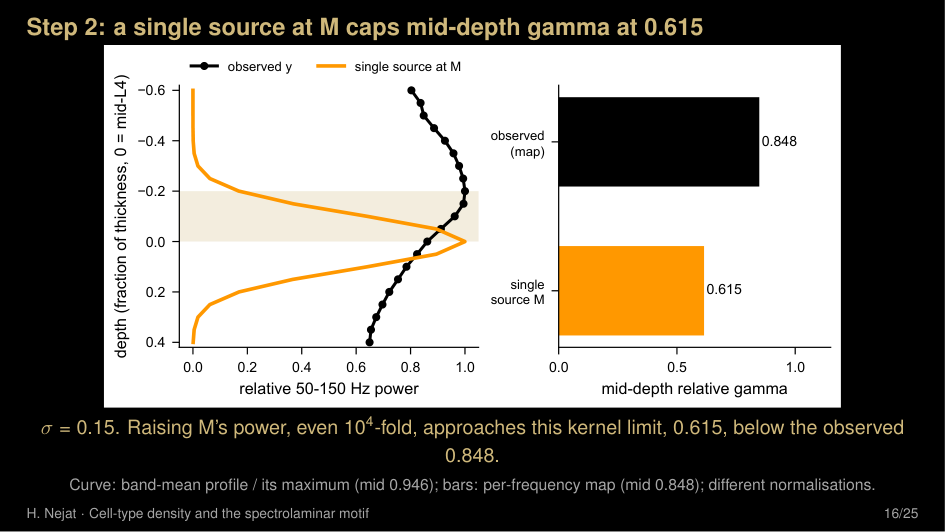 Step 2: a single source at M caps mid-depth gamma at 0.615
observed y
single source at M
depth (fraction of thickness, 0 = mid-L4)
−0.6
−0.4
−0.2
0.0
0.2
0.4
0.0 0.2 0.4 0.6 0.8 1.0
relative 50-150 Hz power
observed
(map)
0.848
single
source M
0.615
0.0 0.5 1.0
mid-depth relative gamma
σ = 0.15. Raising M's power, even 10⁴-fold, approaches this kernel limit, 0.615, below the observed
0.848.
Curve: band-mean profile / its maximum (mid 0.946); bars: per-frequency map (mid 0.848); different normalisations.
H. Nejat · Cell-type density and the spectrolaminar motif
16/25